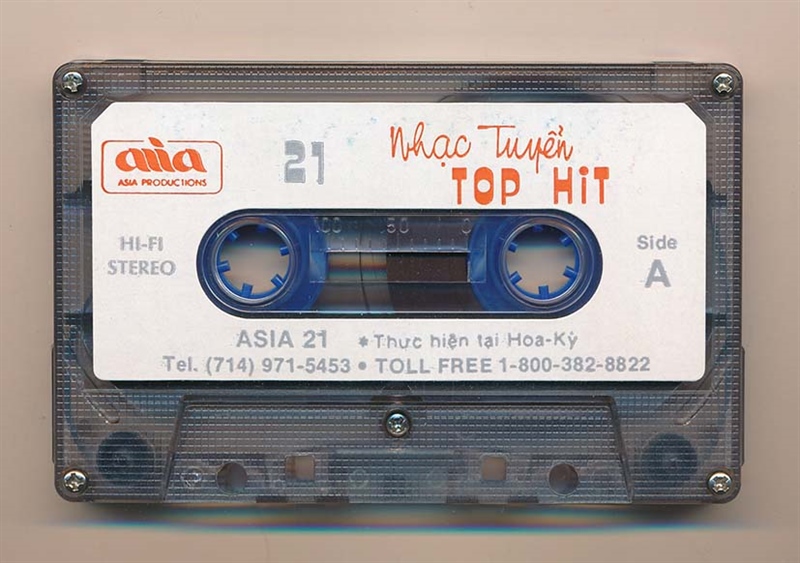 asia
ASIA PRODUCTIONS
21
Nhạc Tuyển
TOP HiT
HI-FI
STEREO
100 50 0
Side
A
ASIA 21 *Thực hiện tại Hoa-Kỳ
Tel. (714) 971-5453 • TOLL FREE 1-800-382-8822